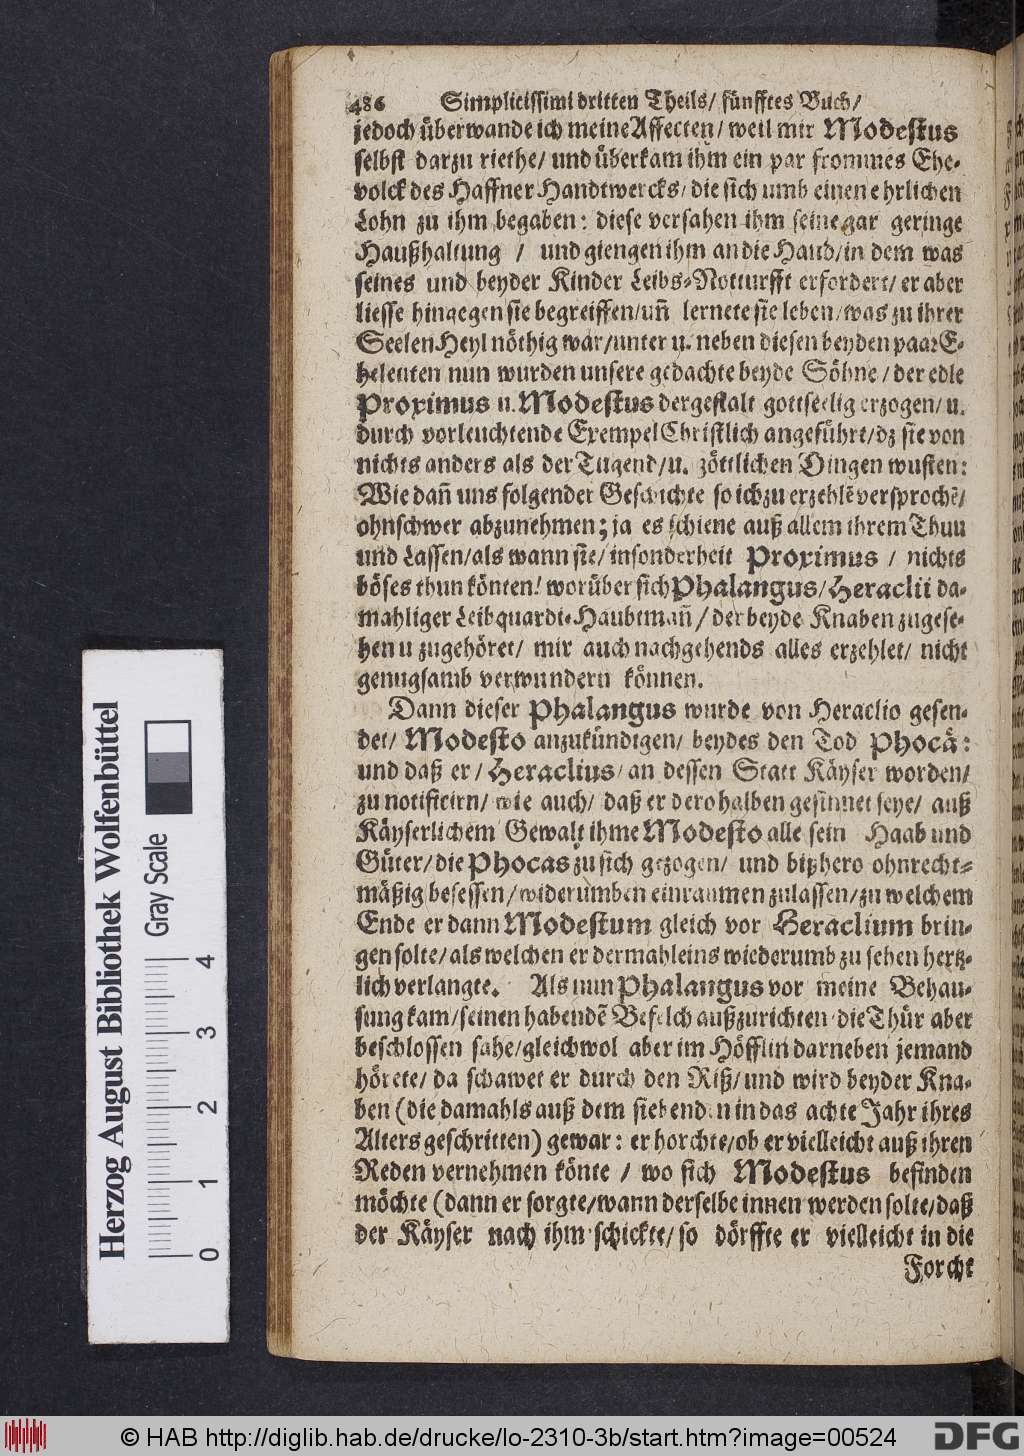 486 Simplicissimi dritten Theils/ fünfftes Buch/
jedoch überwande ich meine Affecten/ weil mir Modestus
selbst darzu riethe/ und überkam ihm ein par frommes Ehe-
volck des Haffner Handtwercks/ die sich umb einen ehrlichen
Lohn zu ihm begaben: diese versahen ihm seine gar geringe
Haußhaltung / und giengen ihm an die Hand/ in dem was
seines und beyder Kinder Leibs-Notturfft erfordert/ er aber
liesse hingegen sie begreiffen/ uñ lernete sie leben/ was zu ihrer
Seelen Heyl nöthig war/ unter u. neben diesen beyden paar E-
heleuten nun wurden unsere gedachte beyde Söhne / der edle
Proximus u. Modestus dergestalt gottseelig erzogen/ u.
durch vorleuchtende Exempel Christlich angeführt/ dz sie von
nichts anders als der Tugend/ u. göttlichen Dingen wusten:
Wie dañ uns folgender Geschichte so ich zu erzehlẽ versprochẽ/
ohnschwer abzunehmen; ja es schiene auß allem ihrem Thuu
und Lassen/ als wann sie/ insonderheit Proximus / nichts
böses thun könten! worüber sich Phalangus/ Heraclii da-
mahliger Leibquardi-Haubtmañ / der beyde Knaben zugese-
hen u zugehöret/ mir auch nachgehends alles erzehlet/ nicht
genugsamb verwundern können.
Dann dieser Phalangus wurde von Heraclio gesen-
det/ Modesto anzukündigen/ beydes den Tod Phocä:
und daß er / Heraclius/ an dessen Statt Käyser worden/
zu notificirn/ wie auch/ daß er derohalben gesinnet seye/ auß
Käyserlichem Gewalt ihme Modesto alle sein Haab und
Güter/ die Phocas zu sich gezogen/ und bißhero ohnrecht-
mäßig besessen/ widerumben einraumen zulassen/ zu welchem
Ende er dann Modestum gleich vor Heraclium brin-
gen solte/ als welchen er dermahleins wiederumb zu sehen hertz-
lich verlangte. Als nun Phalangus vor meine Behau-
sung kam/ seinen habendẽ Befelch außzurichten/ die Thür aber
beschlossen sahe/ gleichwol aber im Höfflin darneben jemand
hörete/ da schawet er durch den Riß/ und wird beyder Kna-
ben (die damahls auß dem siebenden in das achte Jahr ihres
Alters geschritten) gewar: er horchte/ ob er vielleicht auß ihren
Reden vernehmen könte / wo sich Modestus befinden
möchte (dann er sorgte/ wann derselbe innen werden solte/ daß
der Käyser nach ihm schickte/ so dörffte er vielleicht in die
Forcht
Herzog August Bibliothek Wolfenbüttel
Gray Scale
0 1 2 3 4
© HAB http://diglib.hab.de/drucke/lo-2310-3b/start.htm?image=00524
DFG